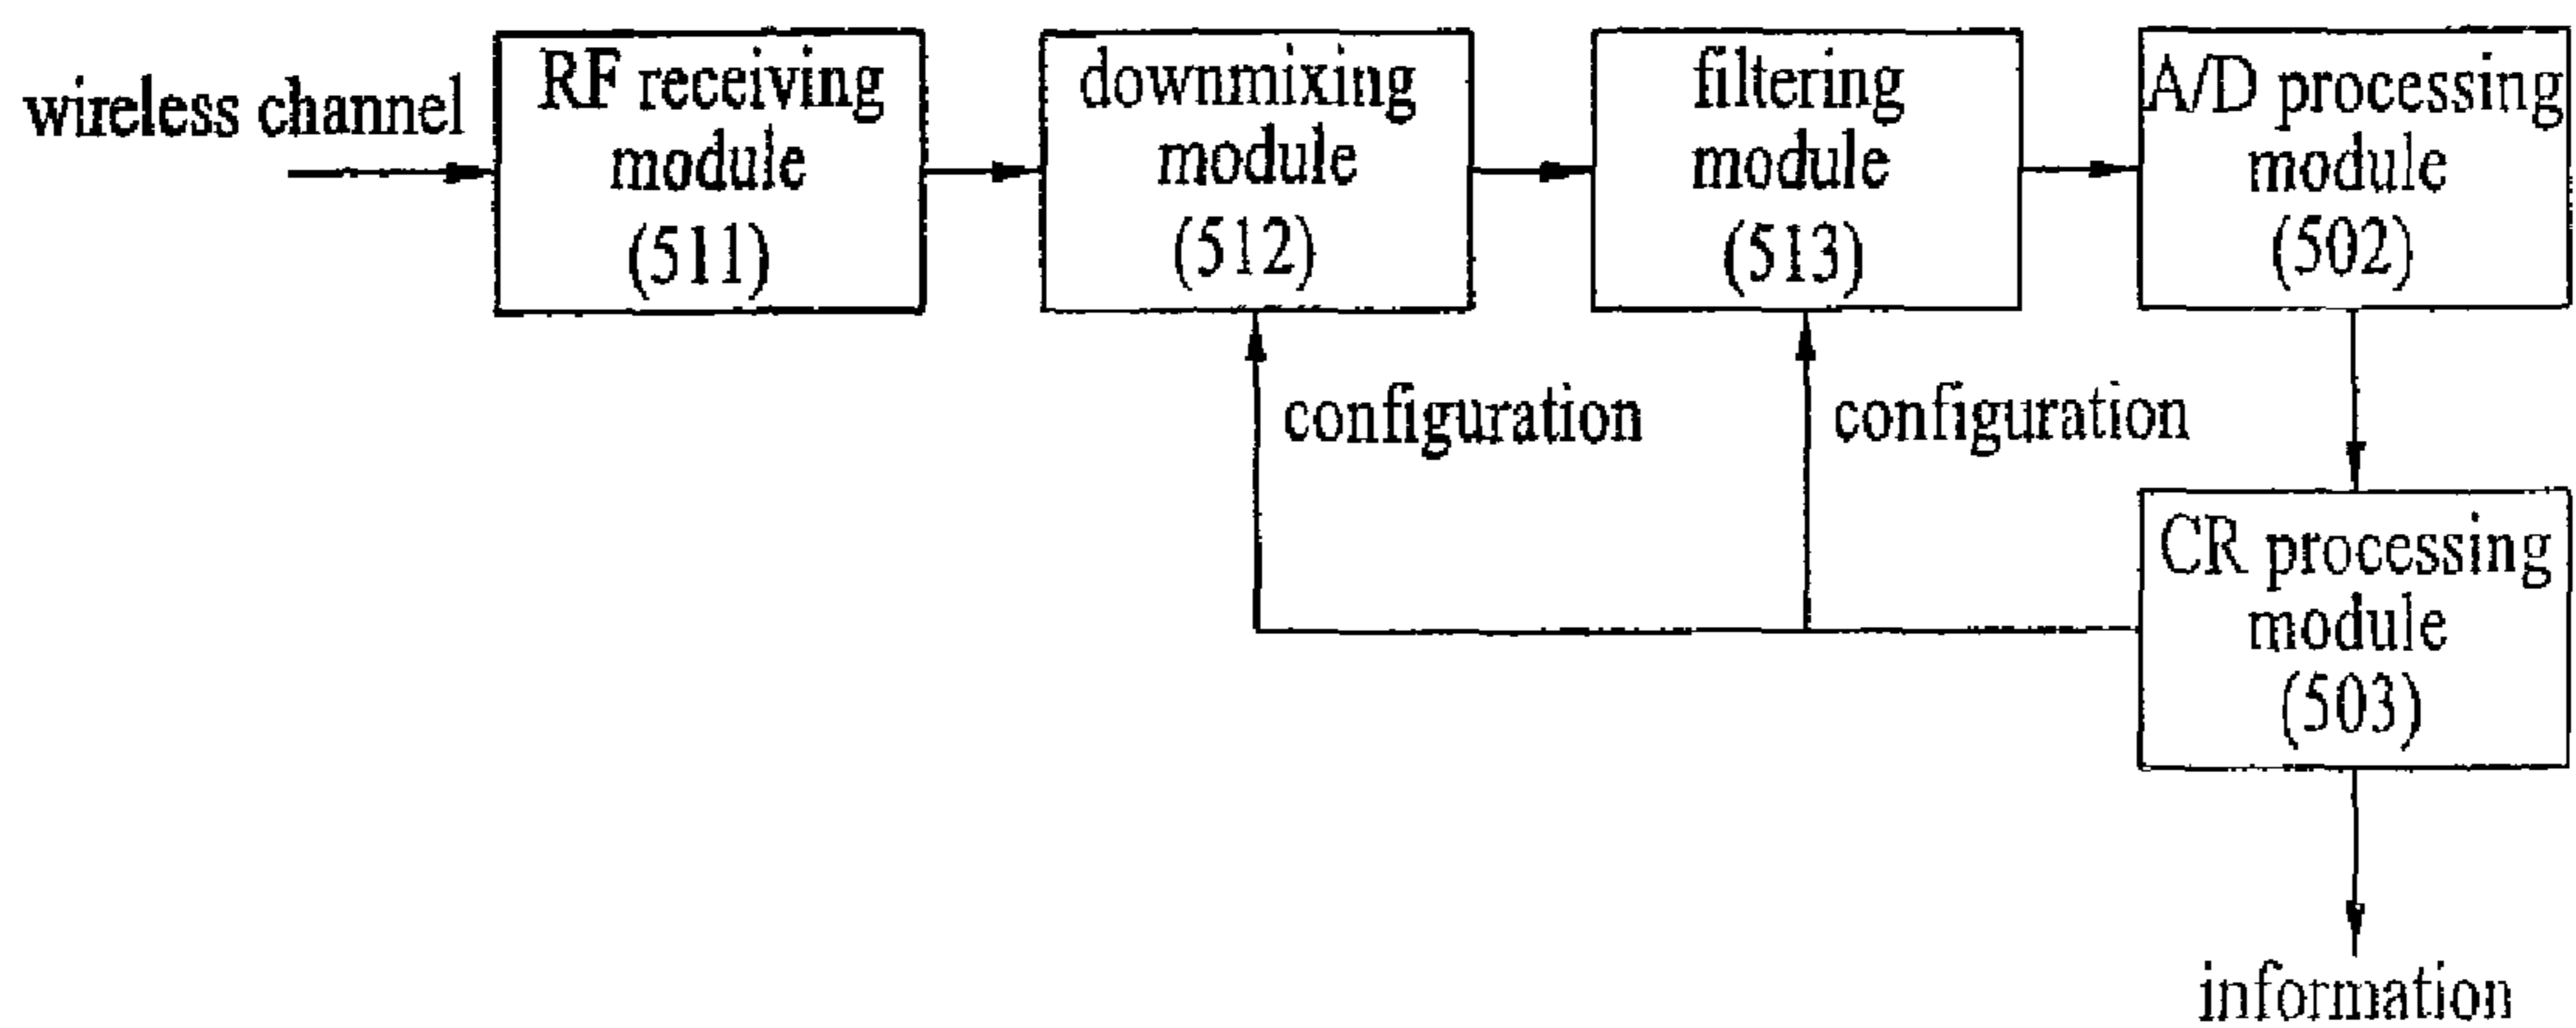 wireless channel
RF receiving
module
(511)
downmixing
module
(512)
filtering
module
(513)
A/D processing
module
(502)
configuration
configuration
CR processing
module
(503)
information